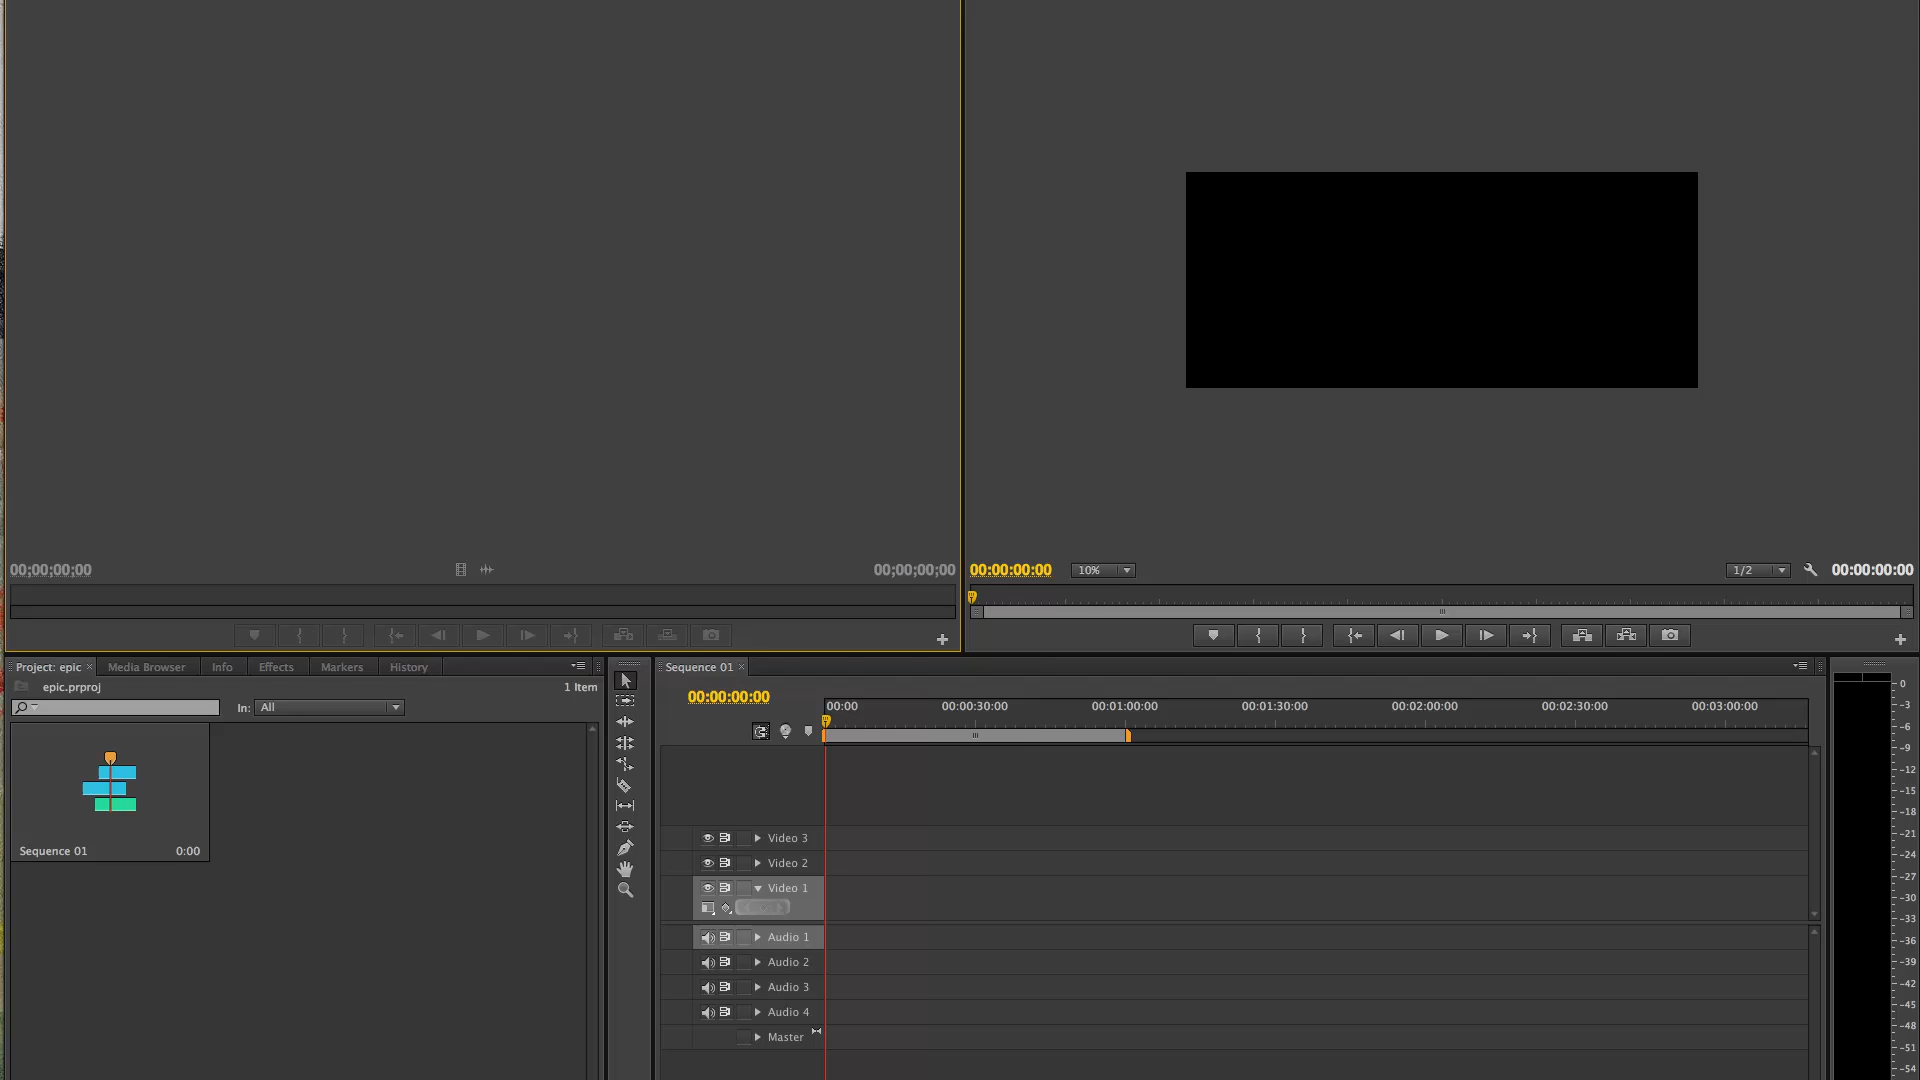 00;00;00;00
00;00;00;00
00:00:00:00
10%
1/2
00:00:00:00
Project: epic ×
Media Browser
Info
Effects
Markers
History
epic.prproj
1 Item
In: All
Sequence 01
0:00
Sequence 01 ×
00:00:00:00
00:00
00:00:30:00
00:01:00:00
00:01:30:00
00:02:00:00
00:02:30:00
00:03:00:00
Video 3
Video 2
Video 1
Audio 1
Audio 2
Audio 3
Audio 4
Master
0
-3
-6
-9
-12
-15
-18
-21
-24
-27
-30
-33
-36
-39
-42
-45
-48
-51
-54